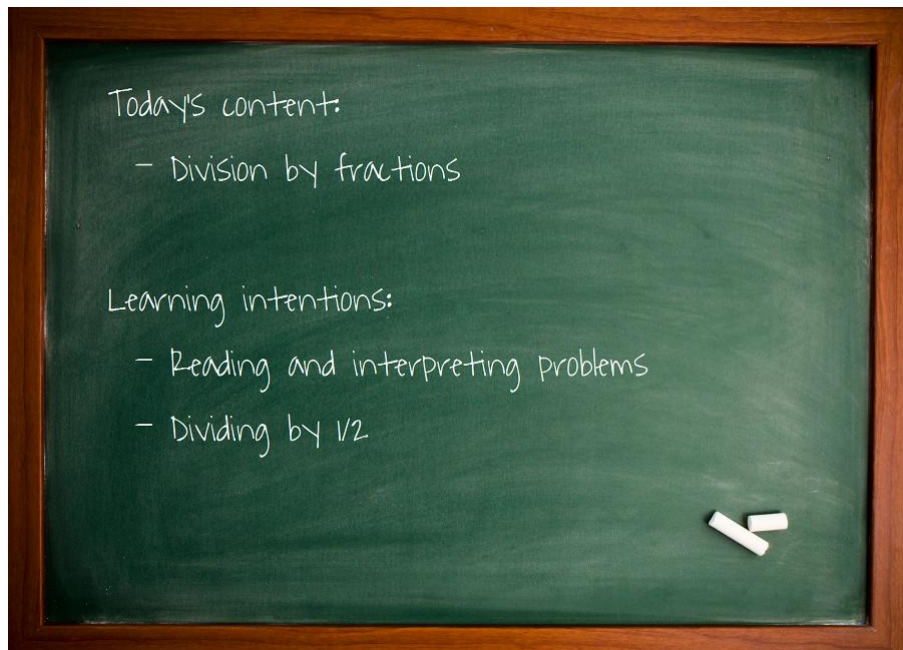 Today's content:
- Division by fractions
Learning intentions:
- Reading and interpreting problems
- Dividing by 1/2